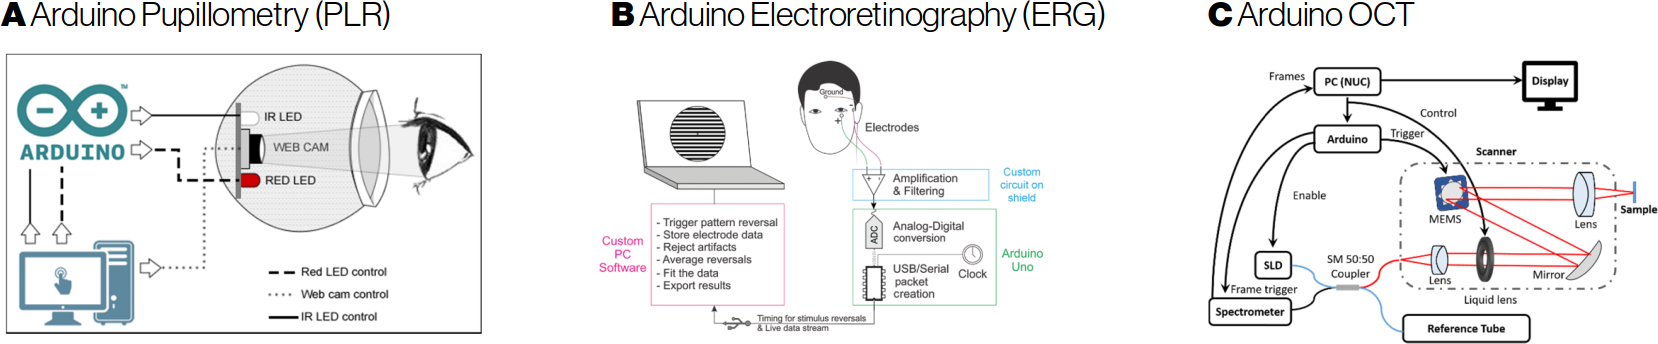 A Arduino Pupillometry (PLR)
ARDUINO
TM
IR LED
WEB CAM
RED LED
Red LED control
Web cam control
IR LED control
B Arduino Electroretinography (ERG)
Ground
-
+
Electrodes
Amplification
& Filtering
Custom
circuit on
shield
ADC
Analog-Digital
conversion
USB/Serial
packet
creation
Clock
Arduino
Uno
Custom
PC
Software
- Trigger pattern reversal
- Store electrode data
- Reject artifacts
- Average reversals
- Fit the data
- Export results
Timing for stimulus reversals
& Live data stream
C Arduino OCT
Frames
PC (NUC)
Display
Control
Arduino
Trigger
Scanner
Enable
MEMS
Lens
Sample
SLD
SM 50:50
Coupler
Lens
Mirror
Liquid lens
Frame trigger
Spectrometer
Reference Tube